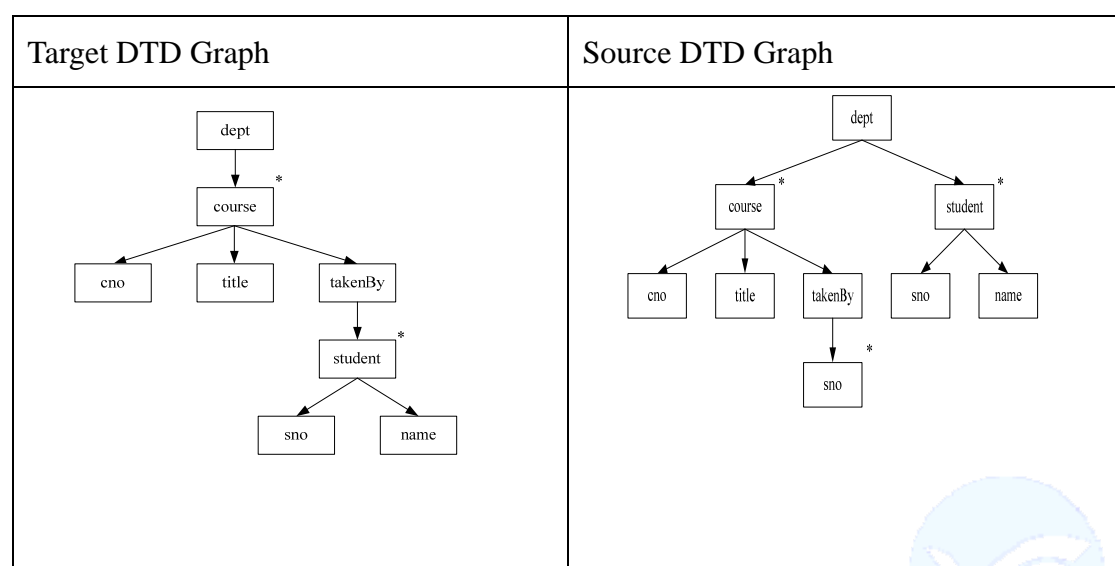 Target DTD Graph
Source DTD Graph
dept
*
course
cno title takenBy
*
student
sno name
dept
* *
course student
cno title takenBy sno name
*
sno